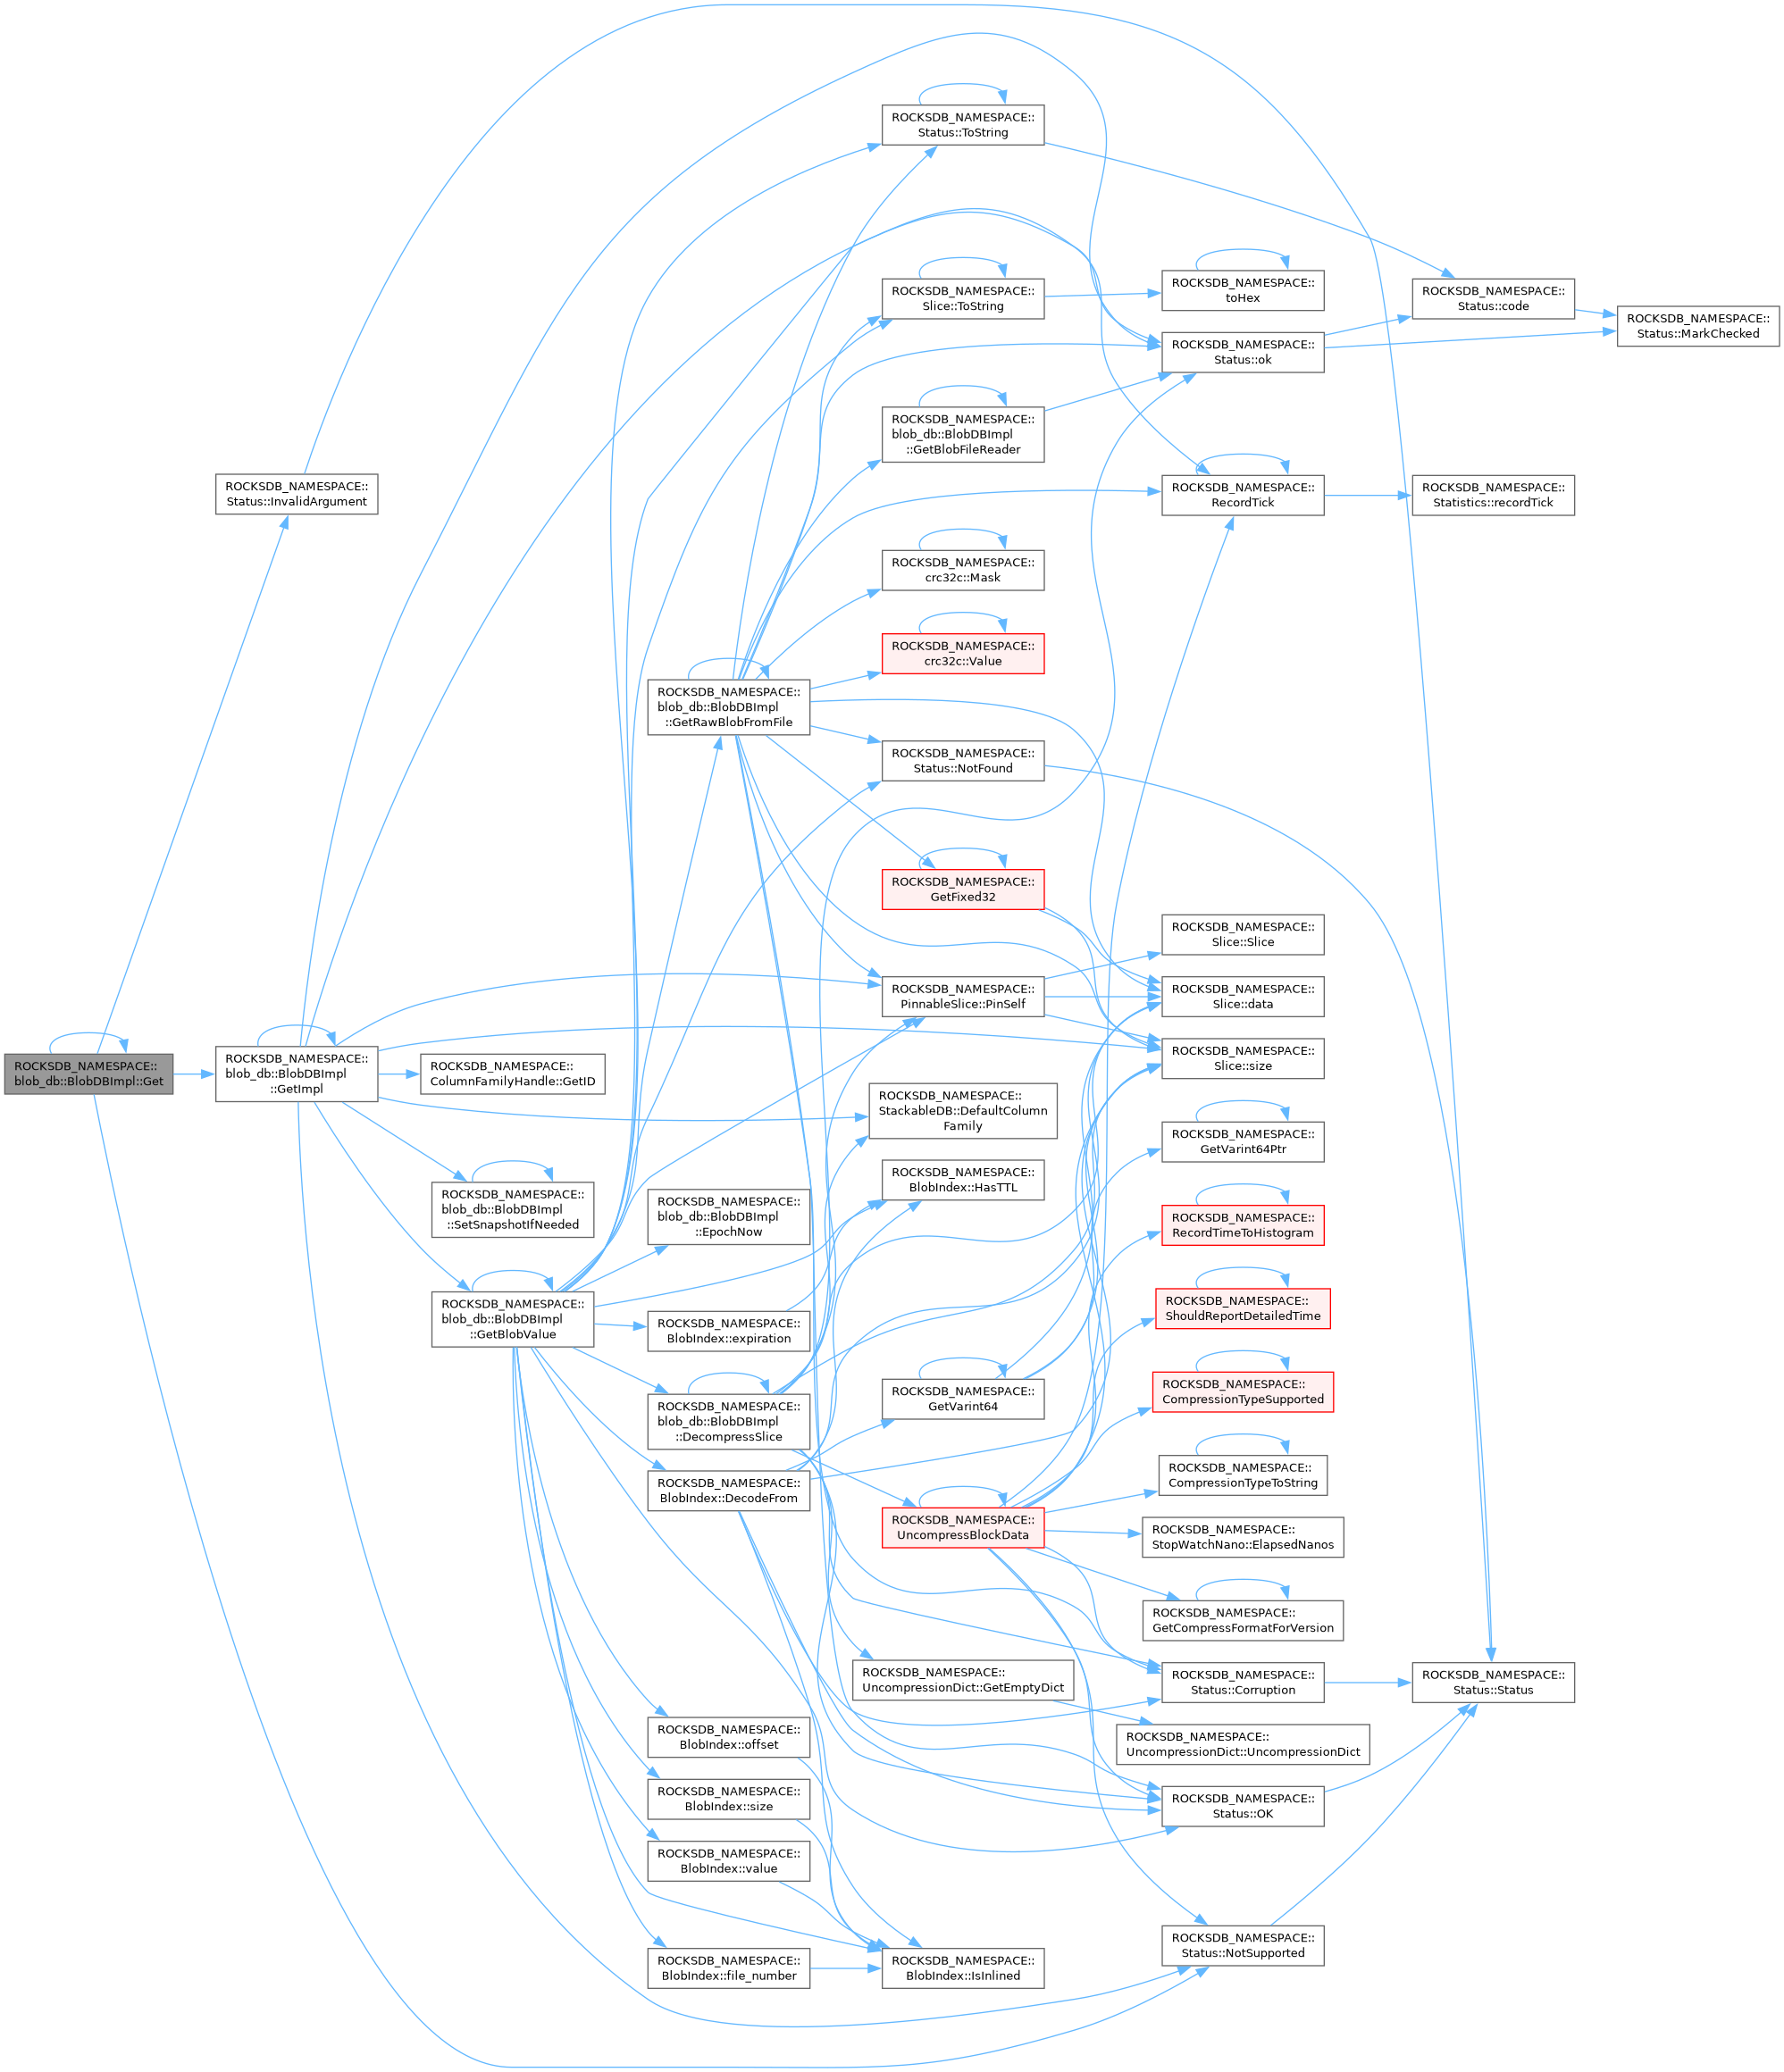 ROCKSDB_NAMESPACE::
blob_db::BlobDBImpl::Get
ROCKSDB_NAMESPACE::
Status::InvalidArgument
ROCKSDB_NAMESPACE::
blob_db::BlobDBImpl
::GetImpl
ROCKSDB_NAMESPACE::
ColumnFamilyHandle::GetID
ROCKSDB_NAMESPACE::
blob_db::BlobDBImpl
::SetSnapshotIfNeeded
ROCKSDB_NAMESPACE::
blob_db::BlobDBImpl
::GetBlobValue
ROCKSDB_NAMESPACE::
blob_db::BlobDBImpl
::GetRawBlobFromFile
ROCKSDB_NAMESPACE::
blob_db::BlobDBImpl
::EpochNow
ROCKSDB_NAMESPACE::
BlobIndex::expiration
ROCKSDB_NAMESPACE::
blob_db::BlobDBImpl
::DecompressSlice
ROCKSDB_NAMESPACE::
BlobIndex::DecodeFrom
ROCKSDB_NAMESPACE::
BlobIndex::offset
ROCKSDB_NAMESPACE::
BlobIndex::size
ROCKSDB_NAMESPACE::
BlobIndex::value
ROCKSDB_NAMESPACE::
BlobIndex::file_number
ROCKSDB_NAMESPACE::
Status::ToString
ROCKSDB_NAMESPACE::
Slice::ToString
ROCKSDB_NAMESPACE::
blob_db::BlobDBImpl
::GetBlobFileReader
ROCKSDB_NAMESPACE::
crc32c::Mask
ROCKSDB_NAMESPACE::
crc32c::Value
ROCKSDB_NAMESPACE::
Status::NotFound
ROCKSDB_NAMESPACE::
GetFixed32
ROCKSDB_NAMESPACE::
PinnableSlice::PinSelf
ROCKSDB_NAMESPACE::
StackableDB::DefaultColumn
Family
ROCKSDB_NAMESPACE::
BlobIndex::HasTTL
ROCKSDB_NAMESPACE::
GetVarint64
ROCKSDB_NAMESPACE::
UncompressBlockData
ROCKSDB_NAMESPACE::
UncompressionDict::GetEmptyDict
ROCKSDB_NAMESPACE::
BlobIndex::IsInlined
ROCKSDB_NAMESPACE::
toHex
ROCKSDB_NAMESPACE::
Status::ok
ROCKSDB_NAMESPACE::
RecordTick
ROCKSDB_NAMESPACE::
Slice::Slice
ROCKSDB_NAMESPACE::
Slice::data
ROCKSDB_NAMESPACE::
Slice::size
ROCKSDB_NAMESPACE::
GetVarint64Ptr
ROCKSDB_NAMESPACE::
RecordTimeToHistogram
ROCKSDB_NAMESPACE::
ShouldReportDetailedTime
ROCKSDB_NAMESPACE::
CompressionTypeSupported
ROCKSDB_NAMESPACE::
CompressionTypeToString
ROCKSDB_NAMESPACE::
StopWatchNano::ElapsedNanos
ROCKSDB_NAMESPACE::
GetCompressFormatForVersion
ROCKSDB_NAMESPACE::
Status::Corruption
ROCKSDB_NAMESPACE::
UncompressionDict::UncompressionDict
ROCKSDB_NAMESPACE::
Status::OK
ROCKSDB_NAMESPACE::
Status::NotSupported
ROCKSDB_NAMESPACE::
Status::code
ROCKSDB_NAMESPACE::
Statistics::recordTick
ROCKSDB_NAMESPACE::
Status::Status
ROCKSDB_NAMESPACE::
Status::MarkChecked